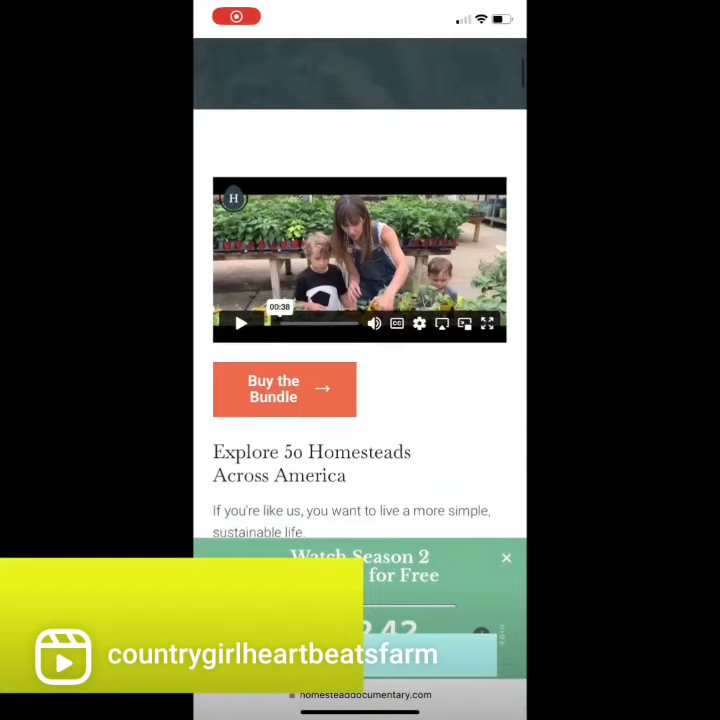 H
00:38
CC
Buy the
Bundle →
Explore 50 Homesteads
Across America
If you're like us, you want to live a more simple,
sustainable life.
Watch Season 2
for Free
countrygirlheartbeatsfarm
homesteaddocumentary.com